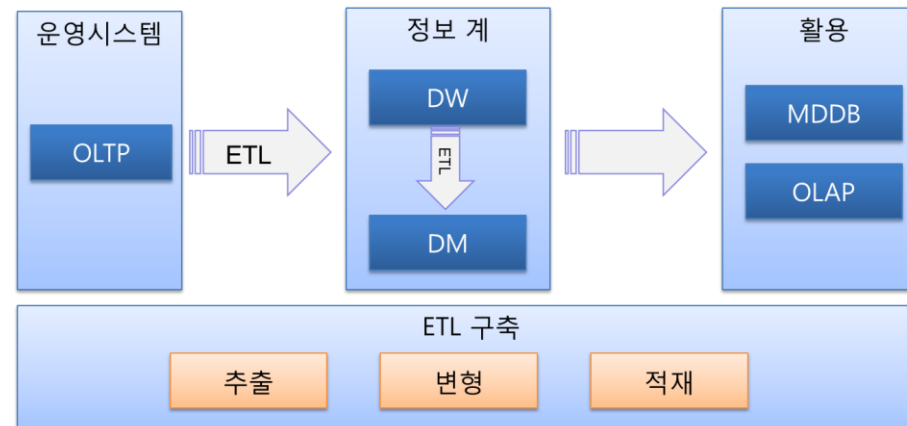 운영시스템
OLTP
ETL
정보 계
DW
ETL
DM
활용
MDDB
OLAP
ETL 구축
추출
변형
적재